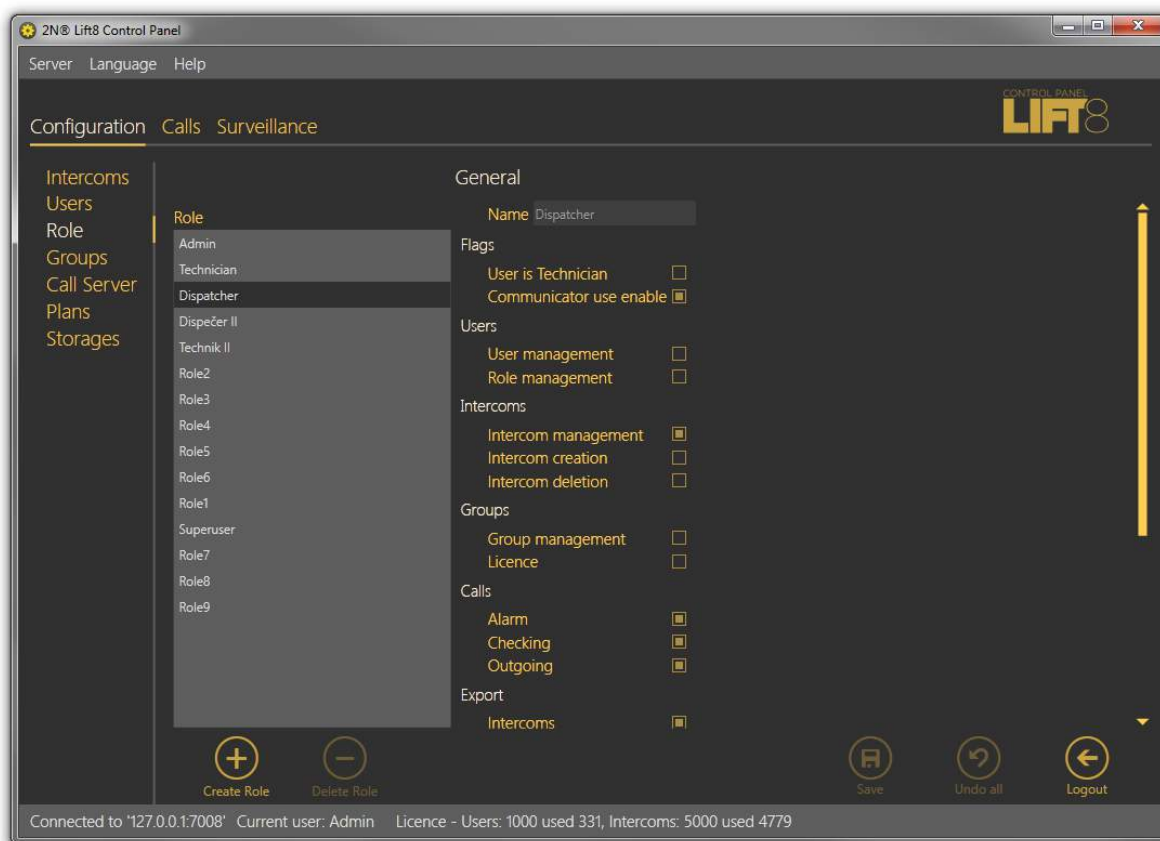 2N® Lift8 Control Panel
Server Language Help
CONTROL PANEL
LIFT8
Configuration Calls Surveillance
Intercoms
Users
Role
Groups
Call Server
Plans
Storages
Role
Admin
Technician
Dispatcher
Dispečer II
Technik II
Role2
Role3
Role4
Role5
Role6
Role1
Superuser
Role7
Role8
Role9
General
Name Dispatcher
Flags
User is Technician
Communicator use enable
Users
User management
Role management
Intercoms
Intercom management
Intercom creation
Intercom deletion
Groups
Group management
Licence
Calls
Alarm
Checking
Outgoing
Export
Intercoms
Create Role Delete Role Save Undo all Logout
Connected to '127.0.0.1:7008' Current user: Admin Licence - Users: 1000 used 331, Intercoms: 5000 used 4779